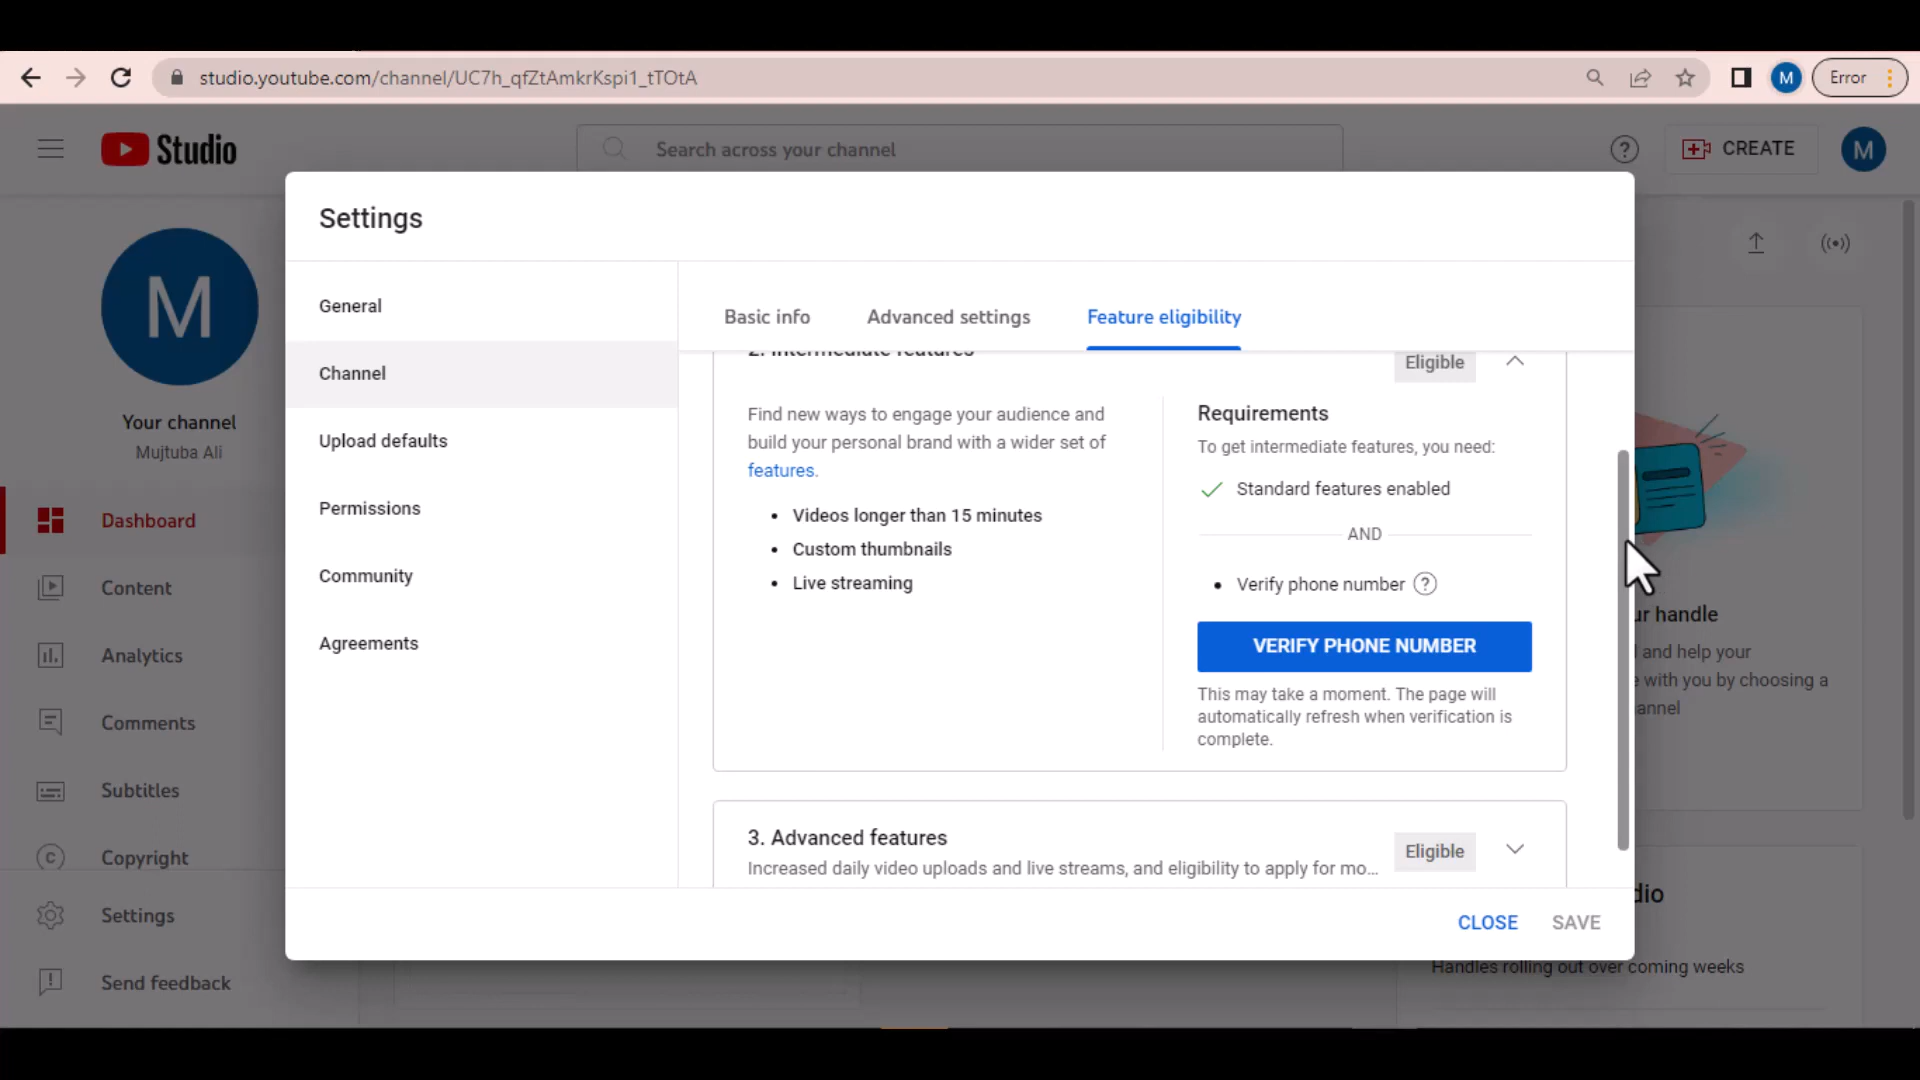 studio.youtube.com/channel/UC7h_qfZtAmkrKspi1_tTOtA
M
Error
Studio
Search across your channel
?
CREATE
M
Settings
M
Your channel
Mujtuba Ali
Dashboard
Content
Analytics
Comments
Subtitles
Copyright
Settings
Send feedback
General
Channel
Upload defaults
Permissions
Community
Agreements
Basic info
Advanced settings
Feature eligibility
2. Intermediate features
Eligible
Find new ways to engage your audience and
build your personal brand with a wider set of
features.
• Videos longer than 15 minutes
• Custom thumbnails
• Live streaming
Requirements
To get intermediate features, you need:
Standard features enabled
AND
• Verify phone number ?
VERIFY PHONE NUMBER
This may take a moment. The page will
automatically refresh when verification is
complete.
3. Advanced features
Increased daily video uploads and live streams, and eligibility to apply for mo...
Eligible
CLOSE
SAVE
handle
and help your
with you by choosing a
Handles rolling out over coming weeks